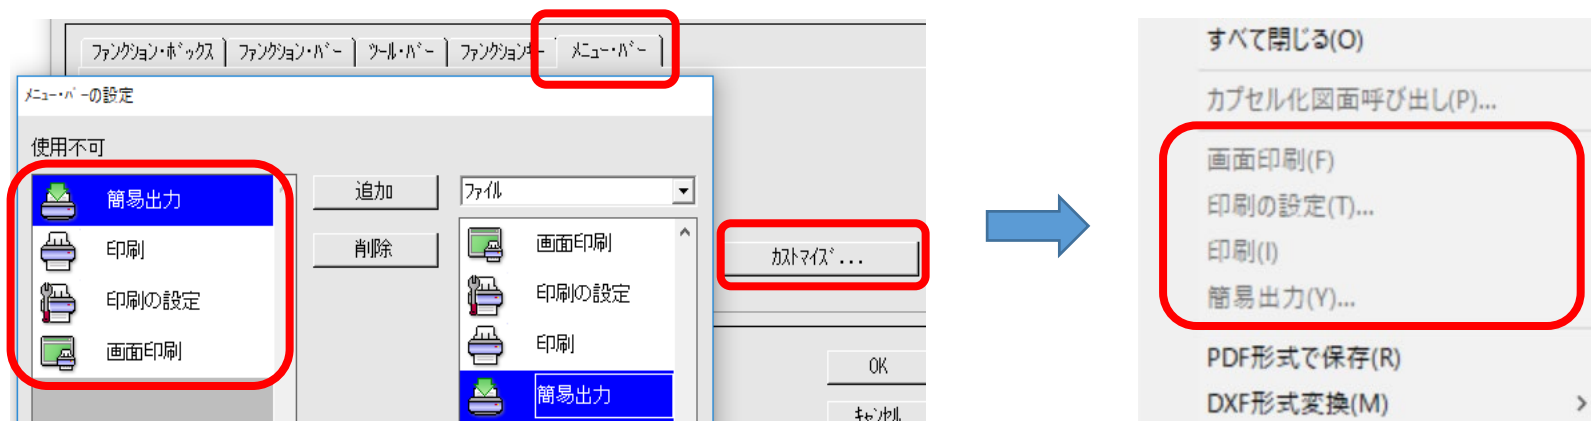 ﾌｧﾝｸｼｮﾝ・ﾎﾞｯｸｽ ﾌｧﾝｸｼｮﾝ・ﾊﾞｰ ﾂｰﾙ・ﾊﾞｰ ﾌｧﾝｸｼｮﾝｷｰ ﾒﾆｭｰ・ﾊﾞｰ
ﾒﾆｭｰ・ﾊﾞｰの設定
使用不可
簡易出力
印刷
印刷の設定
画面印刷
追加
削除
ﾌｧｲﾙ
画面印刷
印刷の設定
印刷
簡易出力
ｶｽﾀﾏｲｽﾞ...
OK
ｷｬﾝｾﾙ
すべて閉じる(O)
カプセル化図面呼び出し(P)...
画面印刷(F)
印刷の設定(T)...
印刷(I)
簡易出力(Y)...
PDF形式で保存(R)
DXF形式変換(M) >